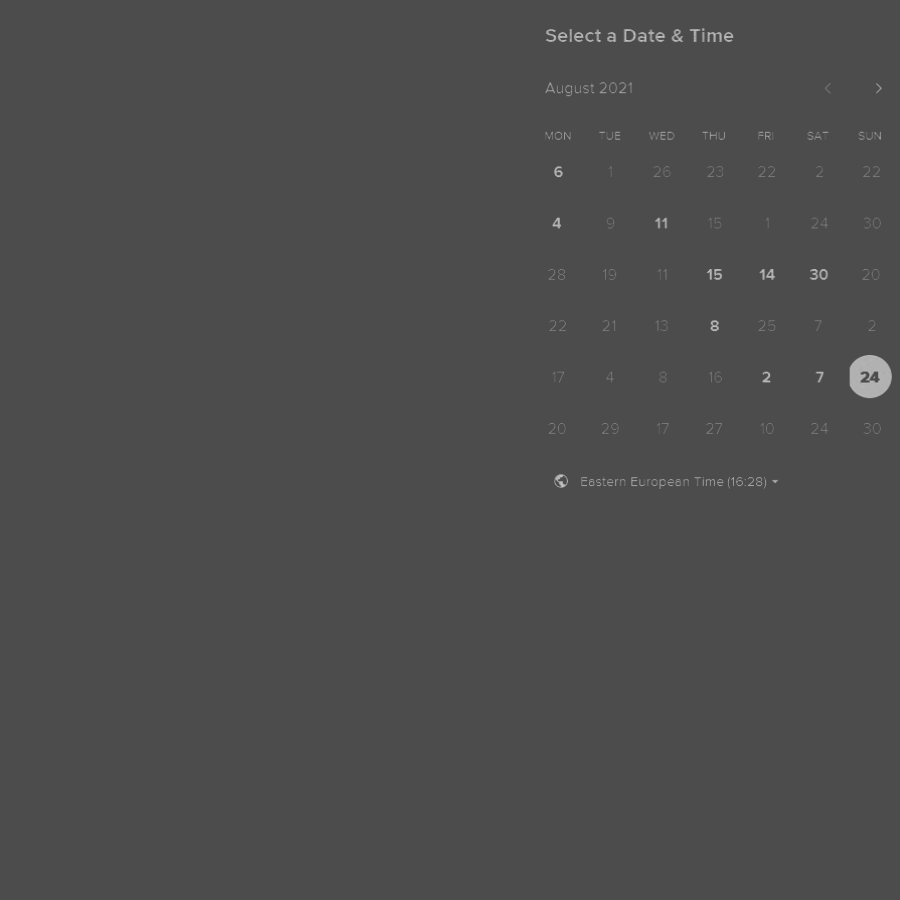 Select a Date & Time
August 2021
MON TUE WED THU FRI SAT SUN
6 1 26 23 22 2 22
4 9 11 15 1 24 30
28 19 11 15 14 30 20
22 21 13 8 25 7 2
17 4 8 16 2 7 24
20 29 17 27 10 24 30
Eastern European Time (16:28)